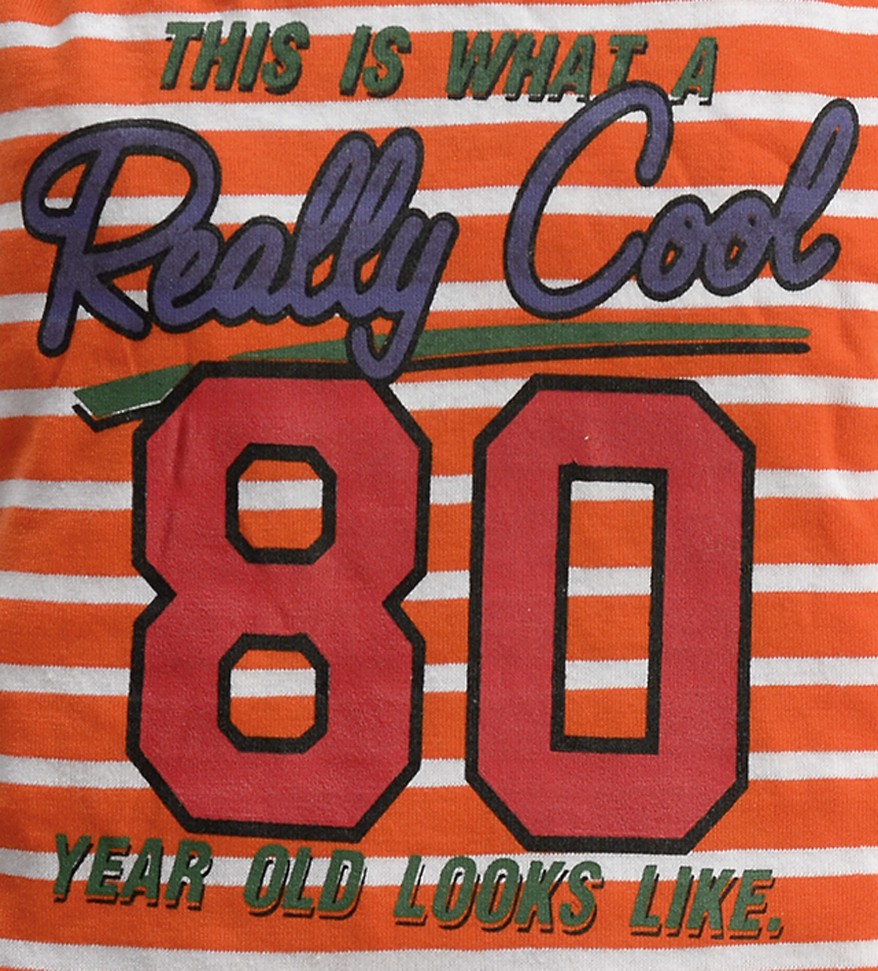 THIS IS WHAT A
Really Cool
80
YEAR OLD LOOKS LIKE.